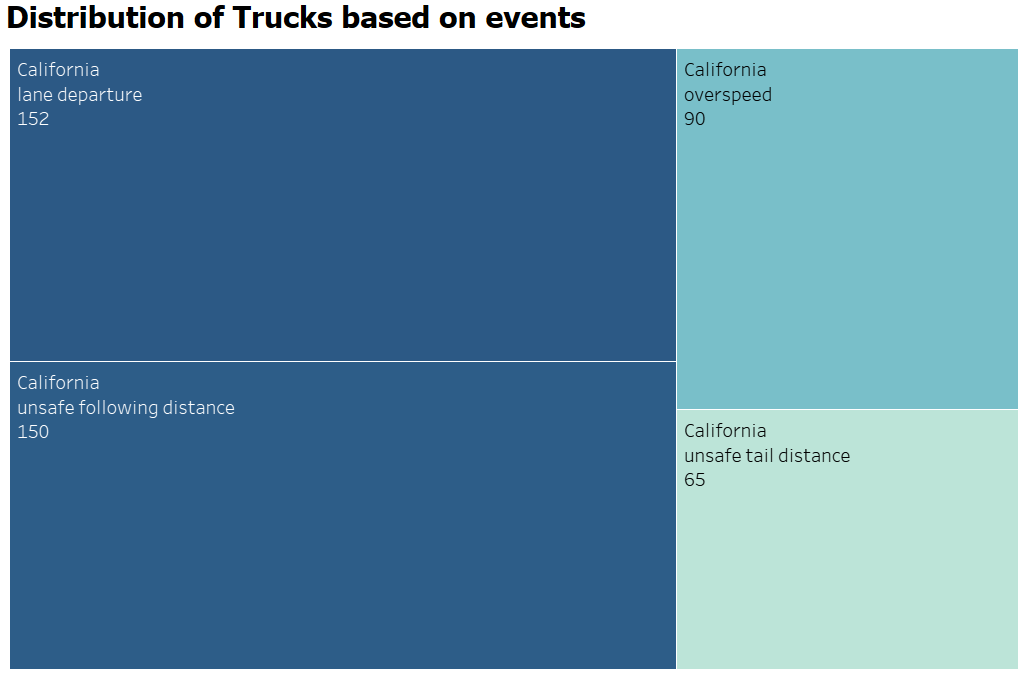 Distribution of Trucks based on events
California
lane departure
152
California
unsafe following distance
150
California
overspeed
90
California
unsafe tail distance
65